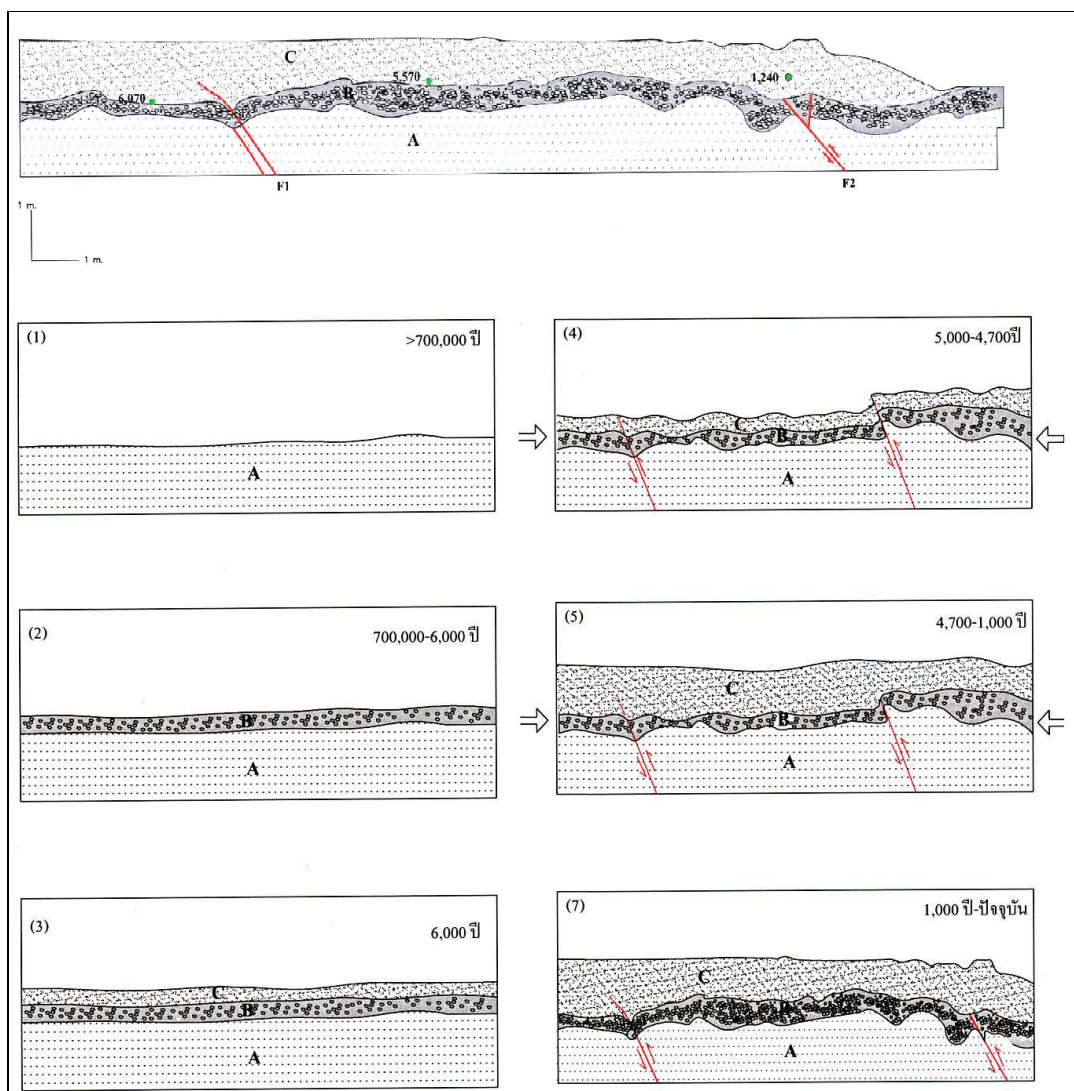 C
5,570
1,240
B
6,070
A
F1
F2
1 m.
1 m.
(1)
>700,000 ปี
A
(2)
700,000-6,000 ปี
B
A
(3)
6,000 ปี
C
B
A
(4)
5,000-4,700ปี
C
B
A
(5)
4,700-1,000 ปี
C
B
A
(7)
1,000 ปี-ปัจจุบัน
C
B
A